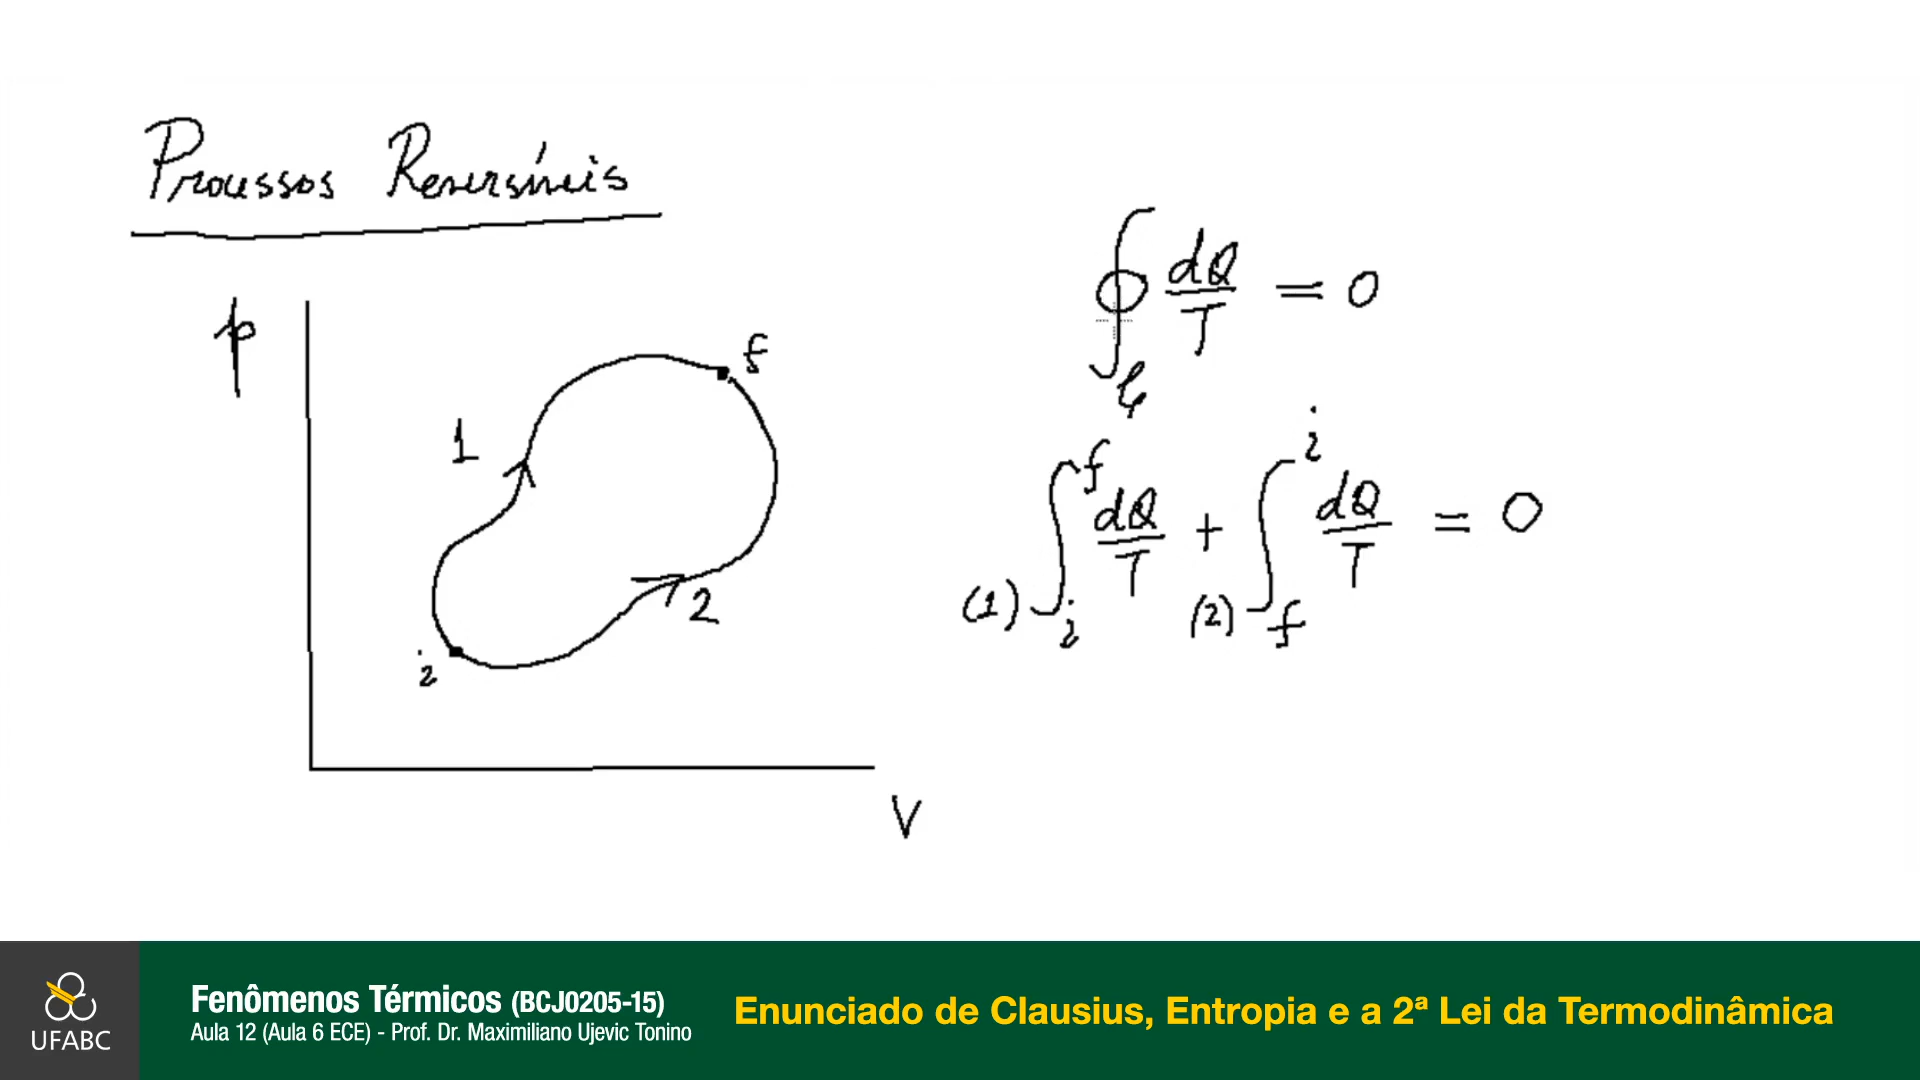 Processos Reversíveis
p
f
1
2
i
V
∮_C dQ/T = 0
(1) ∫_i^f dQ/T + (2) ∫_f^i dQ/T = 0
UFABC
Fenômenos Térmicos (BCJ0205-15)
Aula 12 (Aula 6 ECE) - Prof. Dr. Maximiliano Ujevic Tonino
Enunciado de Clausius, Entropia e a 2ª Lei da Termodinâmica